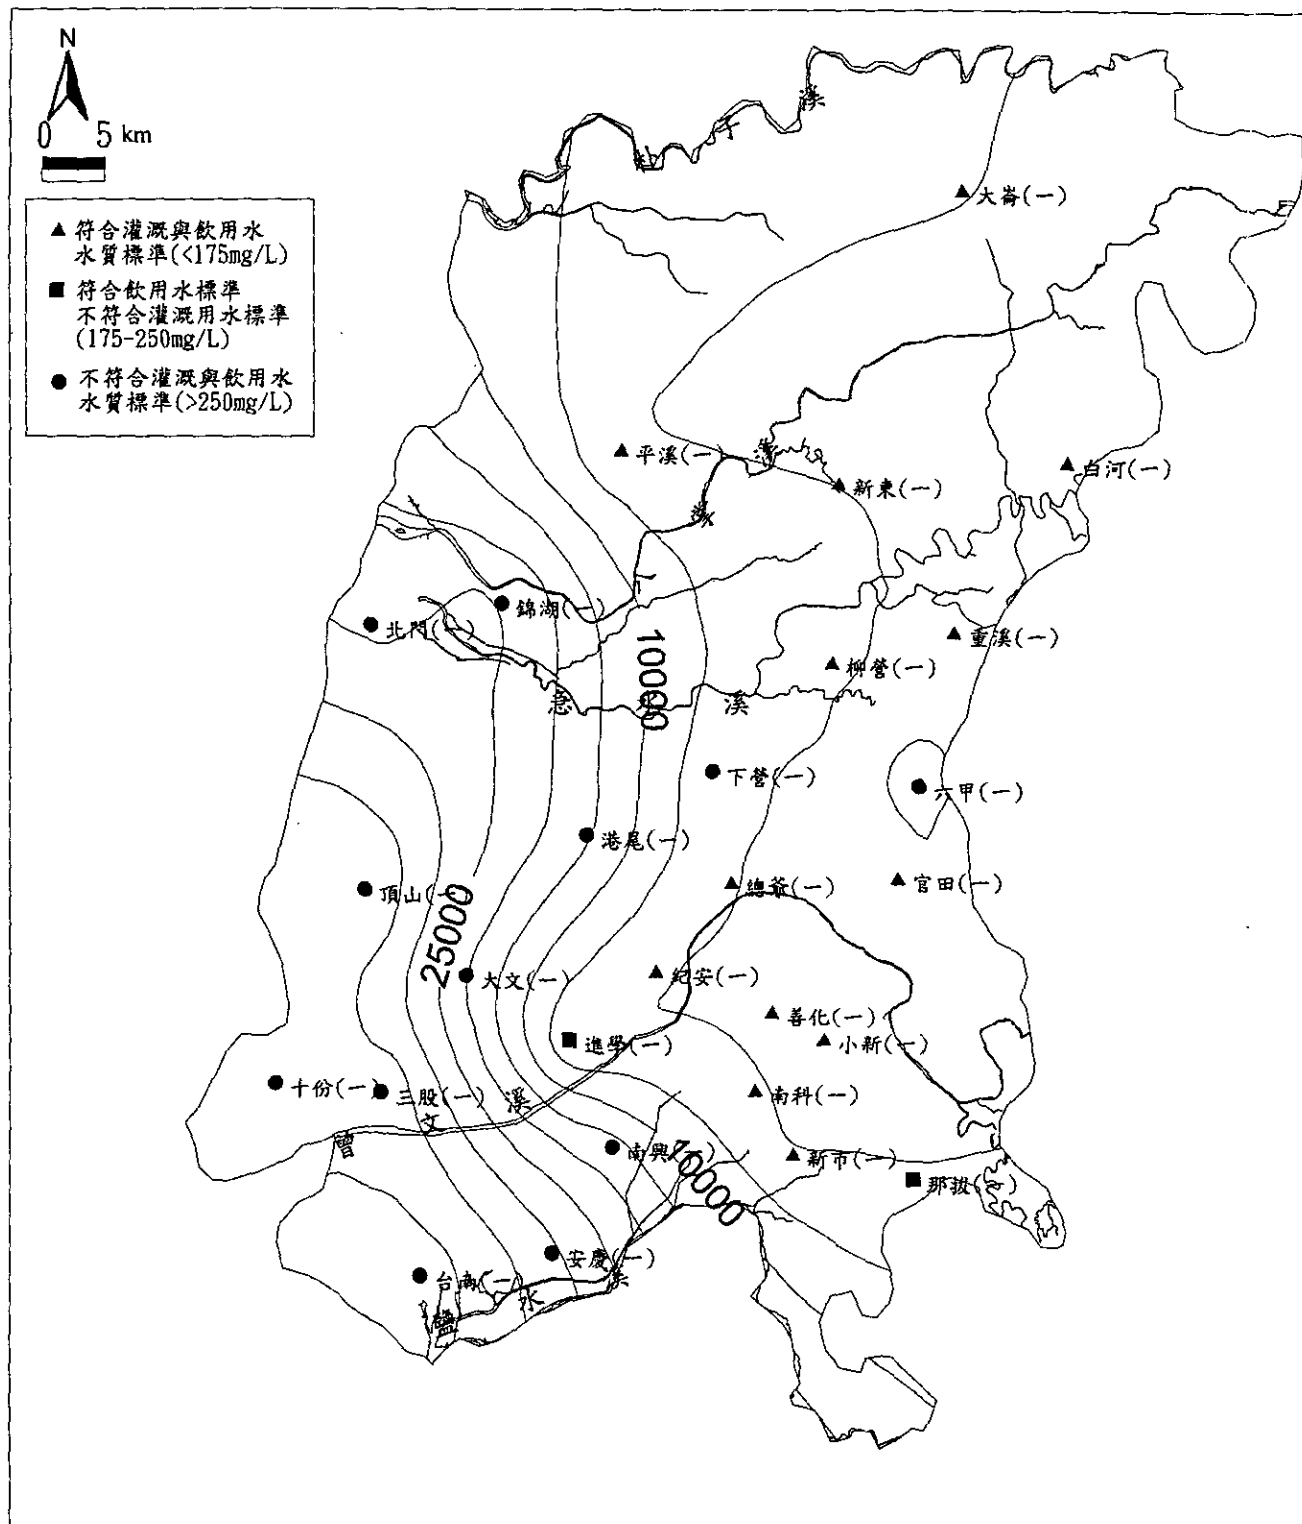 N
0 5 km
符合灌溉與飲用水
水質標準(<175mg/L)
符合飲用水標準
不符合灌溉用水標準
(175-250mg/L)
不符合灌溉與飲用水
水質標準(>250mg/L)
朴子溪
大崙(一)
平溪(一)
白河(一)
新東(一)
八掌溪
錦湖(一)
北門(一)
重溪(一)
柳營(一)
10000
急水溪
下營(一)
六甲(一)
港尾(一)
頂山(一)
總爺(一)
官田(一)
25000
大文(一)
紀安(一)
善化(一)
進學(一)
小新(一)
十份(一)
三股(一)
南科(一)
曾文溪
南興(一)
10000
新市(一)
那拔(一)
安慶(一)
台南(一)
鹽水溪